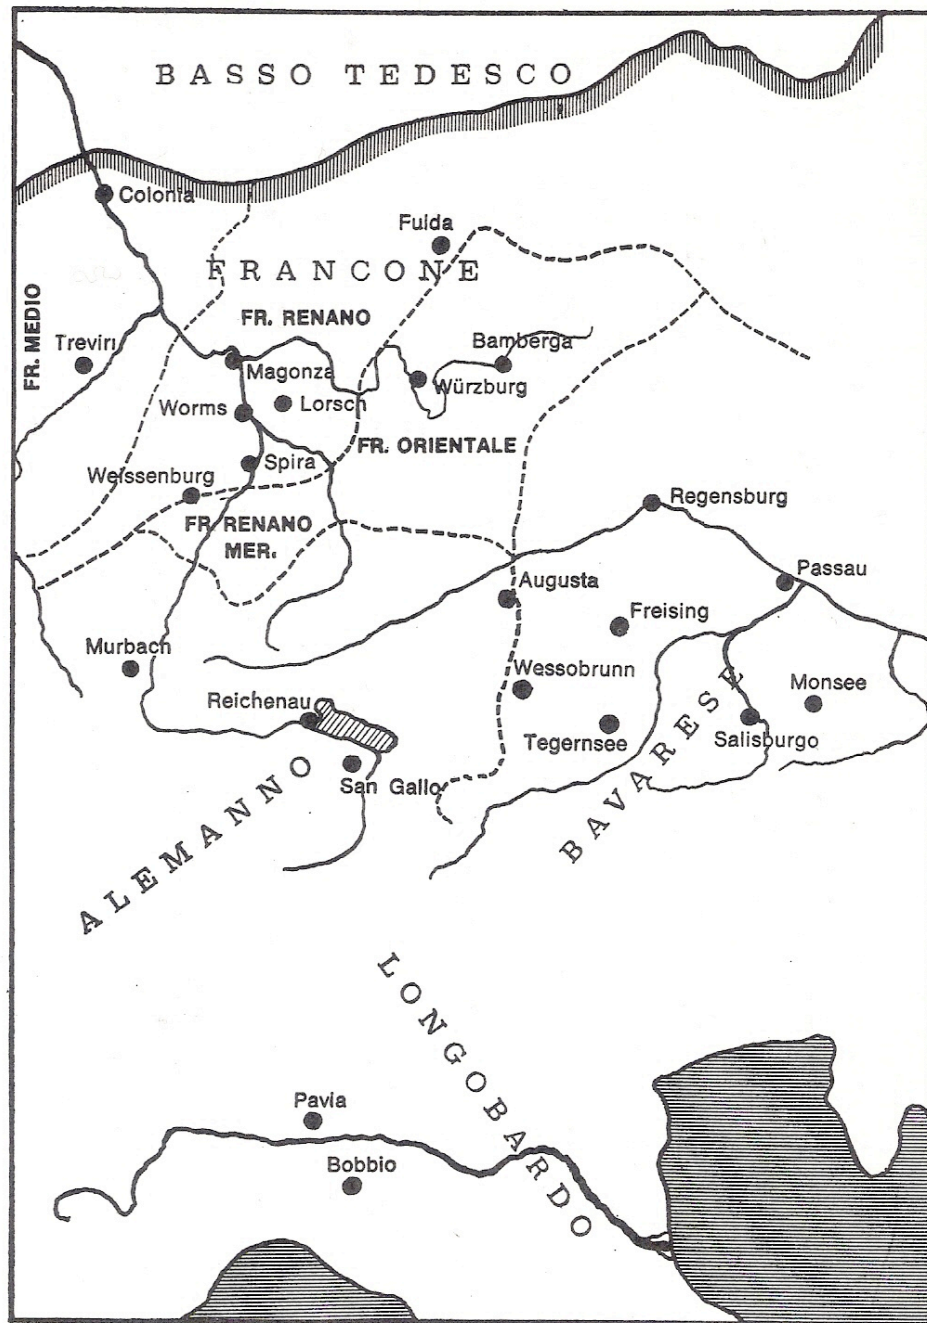 BASSO TEDESCO
Colonia
Fulda
FRANCONE
FR. MEDIO
FR. RENANO
Treviri
Bamberga
Magonza
Würzburg
Worms
Lorsch
FR. ORIENTALE
Spira
Weissenburg
Regensburg
FR. RENANO
MER.
Passau
Augusta
Freising
Murbach
Wessobrunn
Monsee
Reichenau
Tegernsee
Salisburgo
San Gallo
ALEMANNO
BAVARESE
LONGOBARDO
Pavia
Bobbio